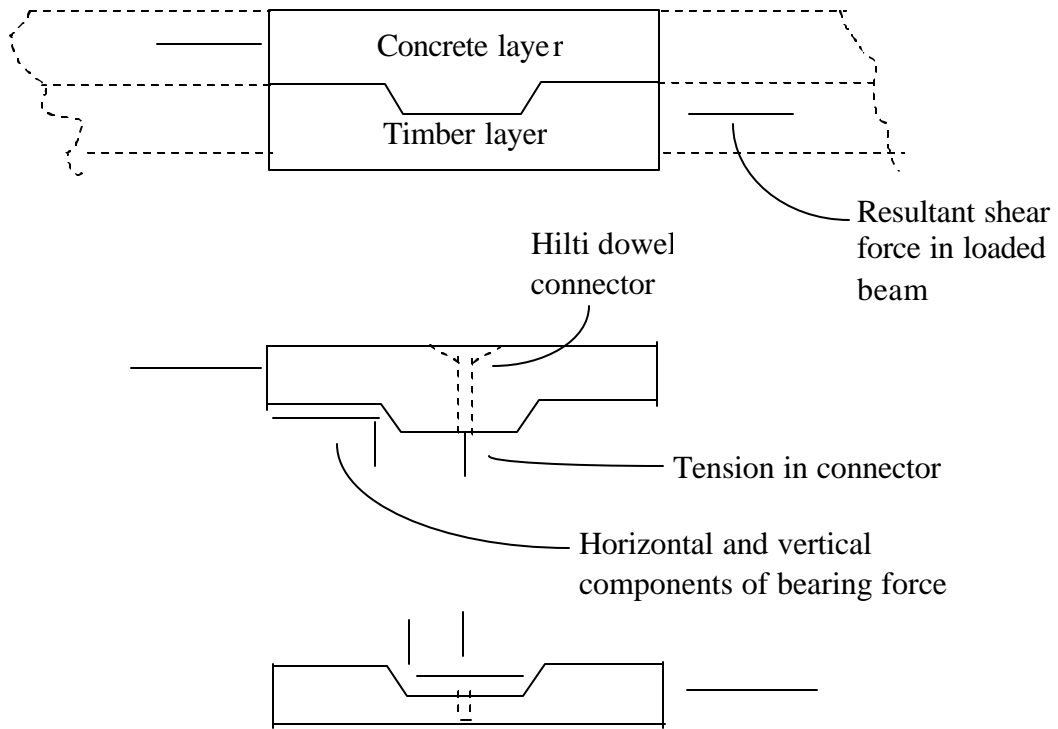 Concrete layer
Timber layer
Resultant shear
force in loaded
beam
Hilti dowel
connector
Tension in connector
Horizontal and vertical
components of bearing force